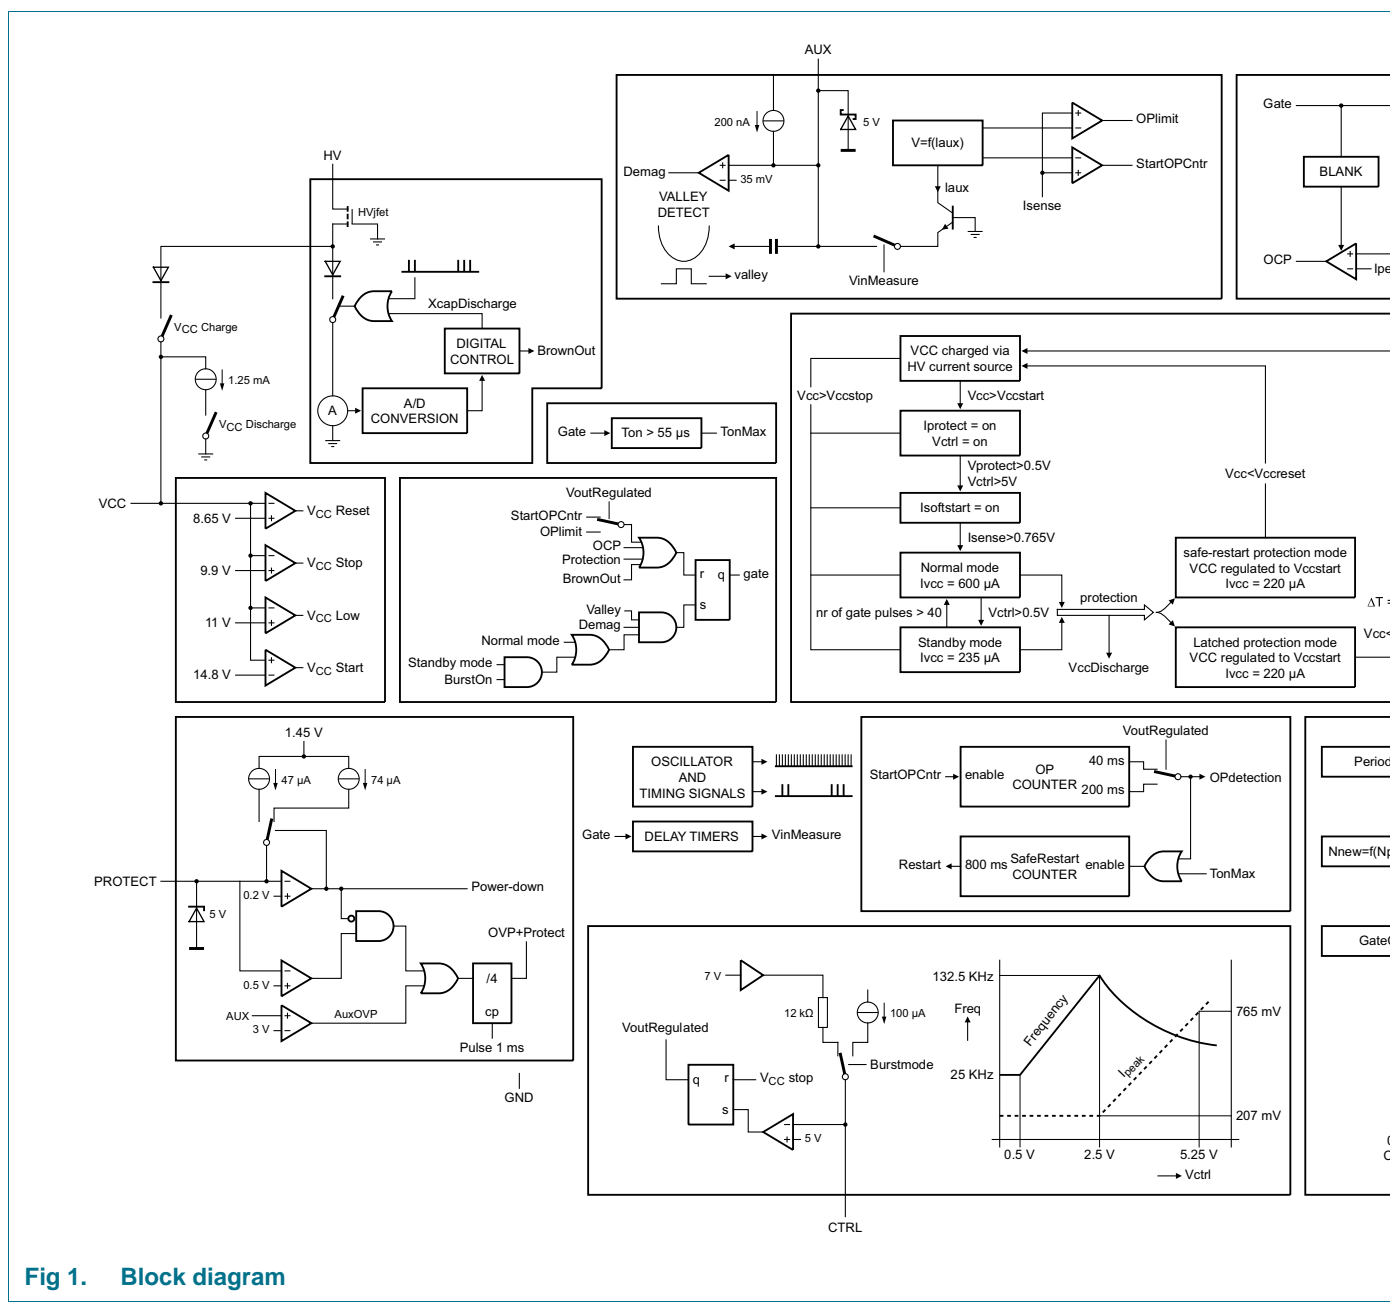 AUX
200 nA
5 V
V=f(Iaux)
OPlimit
Demag
35 mV
StartOPCntr
VALLEY
DETECT
Iaux
Isense
valley
VinMeasure
Gate
BLANK
OCP
HV
HVjfet
XcapDischarge
DIGITAL
CONTROL
BrownOut
A
A/D
CONVERSION
VCC Charge
1.25 mA
VCC Discharge
Gate
Ton > 55 µs
TonMax
VCC charged via
HV current source
Vcc>Vccstop
Vcc>Vccstart
Iprotect = on
Vctrl = on
Vprotect>0.5V
Vctrl>5V
Isoftstart = on
Isense>0.765V
Normal mode
Ivcc = 600 µA
nr of gate pulses > 40
Vctrl>0.5V
Standby mode
Ivcc = 235 µA
protection
VccDischarge
Vcc<Vccreset
safe-restart protection mode
VCC regulated to Vccstart
Ivcc = 220 µA
Latched protection mode
VCC regulated to Vccstart
Ivcc = 220 µA
ΔT =
Vcc<
VCC
8.65 V
VCC Reset
9.9 V
VCC Stop
11 V
VCC Low
14.8 V
VCC Start
VoutRegulated
StartOPCntr
OPlimit
OCP
Protection
BrownOut
r
q
gate
s
Valley
Demag
Normal mode
Standby mode
BurstOn
1.45 V
47 µA
74 µA
PROTECT
0.2 V
Power-down
5 V
OVP+Protect
0.5 V
/4
cp
AUX
3 V
AuxOVP
Pulse 1 ms
GND
OSCILLATOR
AND
TIMING SIGNALS
Gate
DELAY TIMERS
VinMeasure
VoutRegulated
StartOPCntr
enable
OP
COUNTER
40 ms
200 ms
OPdetection
Restart
800 ms
SafeRestart
COUNTER
enable
TonMax
Period
GateC
7 V
12 kΩ
100 µA
VoutRegulated
Burstmode
q
r
s
VCC stop
5 V
CTRL
132.5 KHz
Freq
Frequency
25 KHz
Ipeak
765 mV
207 mV
0.5 V
2.5 V
5.25 V
Vctrl
Fig 1. Block diagram